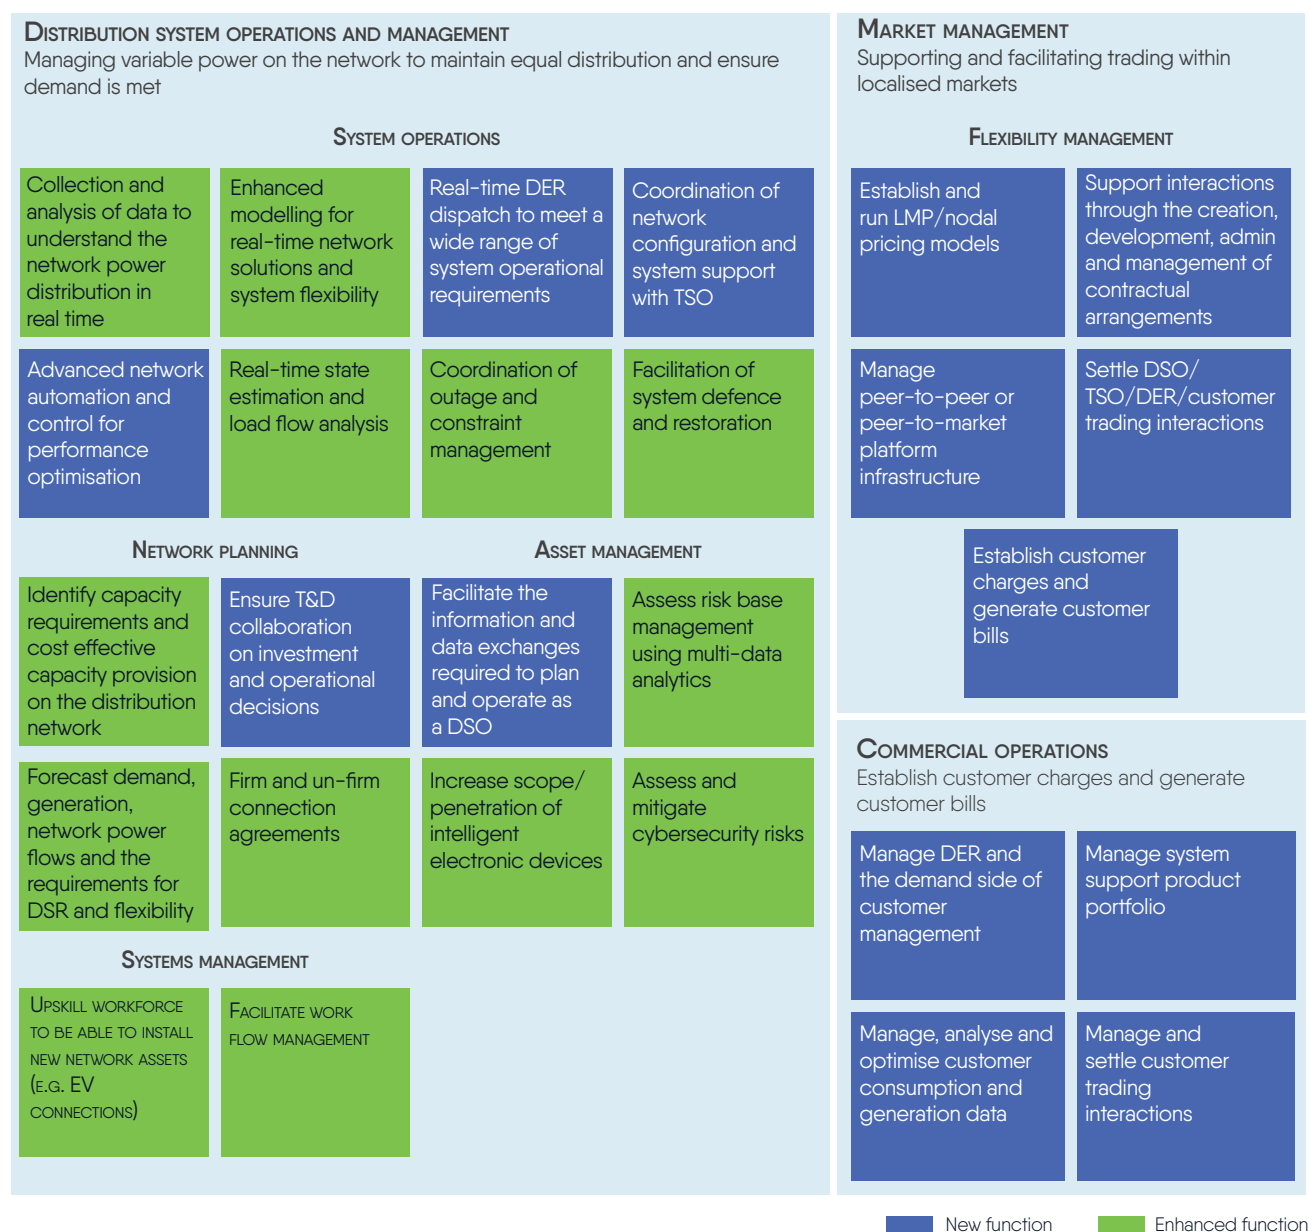 Distribution system operations and management
Managing variable power on the network to maintain equal distribution and ensure
demand is met
System operations
Collection and
analysis of data to
understand the
network power
distribution in
real time
Enhanced
modelling for
real-time network
solutions and
system flexibility
Real-time DER
dispatch to meet a
wide range of
system operational
requirements
Coordination of
network
configuration and
system support
with TSO
Advanced network
automation and
control for
performance
optimisation
Real-time state
estimation and
load flow analysis
Coordination of
outage and
constraint
management
Facilitation of
system defence
and restoration
Network planning
Identify capacity
requirements and
cost effective
capacity provision
on the distribution
network
Ensure T&D
collaboration
on investment
and operational
decisions
Forecast demand,
generation,
network power
flows and the
requirements for
DSR and flexibility
Firm and un-firm
connection
agreements
Asset management
Facilitate the
information and
data exchanges
required to plan
and operate as
a DSO
Assess risk base
management
using multi-data
analytics
Increase scope/
penetration of
intelligent
electronic devices
Assess and
mitigate
cybersecurity risks
Systems management
Upskill workforce
to be able to install
new network assets
(e.g. EV
connections)
Facilitate work
flow management
Market management
Supporting and facilitating trading within
localised markets
Flexibility management
Establish and
run LMP/nodal
pricing models
Support interactions
through the creation,
development, admin
and management of
contractual
arrangements
Manage
peer-to-peer or
peer-to-market
platform
infrastructure
Settle DSO/
TSO/DER/customer
trading interactions
Establish customer
charges and
generate customer
bills
Commercial operations
Establish customer charges and generate
customer bills
Manage DER and
the demand side of
customer
management
Manage system
support product
portfolio
Manage, analyse and
optimise customer
consumption and
generation data
Manage and
settle customer
trading
interactions
New function
Enhanced function